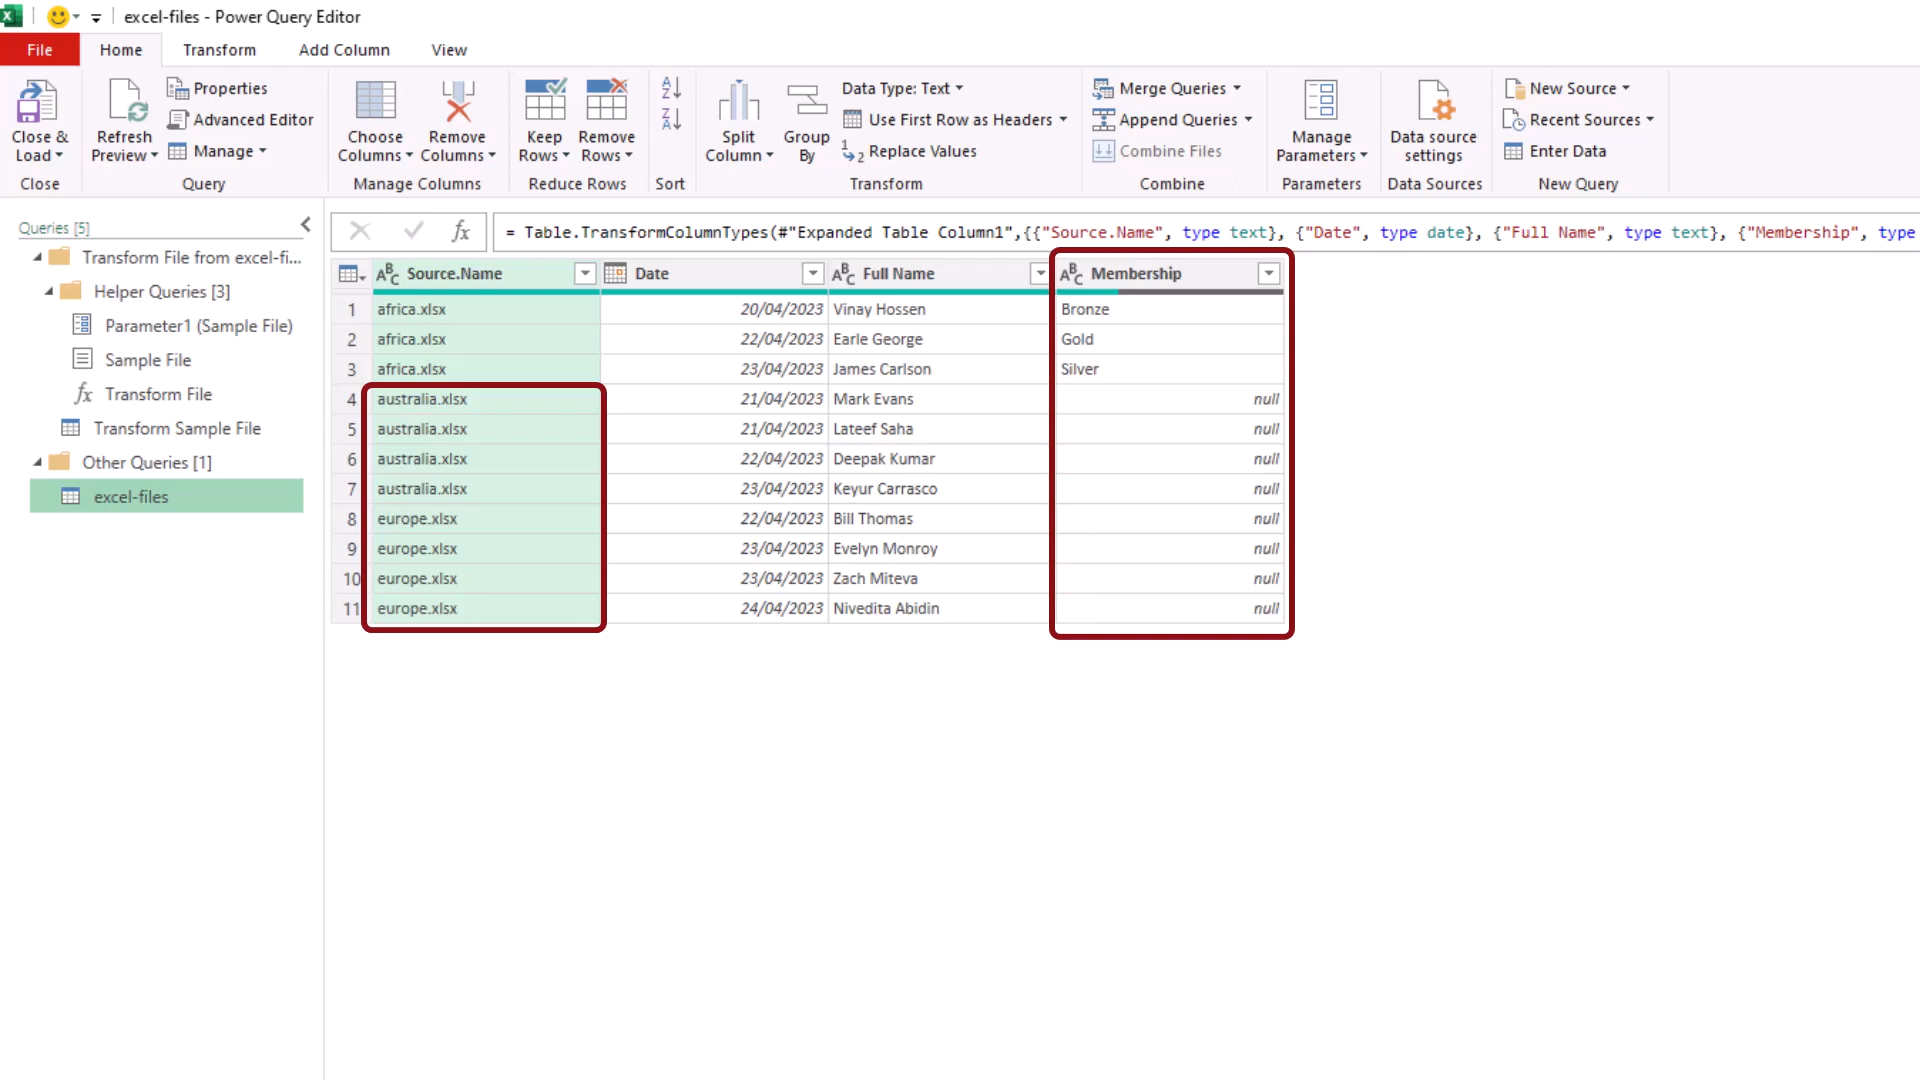 excel-files - Power Query Editor
File Home Transform Add Column View
Close & Load
Close
Refresh Preview
Properties
Advanced Editor
Manage
Query
Choose Columns
Remove Columns
Manage Columns
Keep Rows
Remove Rows
Reduce Rows
A Z
Z A
Sort
Split Column
Group By
Data Type: Text
Use First Row as Headers
1 2 Replace Values
Transform
Merge Queries
Append Queries
Combine Files
Combine
Manage Parameters
Parameters
Data source settings
Data Sources
New Source
Recent Sources
Enter Data
New Query
Queries [5]
Transform File from excel-fi...
Helper Queries [3]
Parameter1 (Sample File)
Sample File
fx Transform File
Transform Sample File
Other Queries [1]
excel-files
fx = Table.TransformColumnTypes(#"Expanded Table Column1",{{"Source.Name", type text}, {"Date", type date}, {"Full Name", type text}, {"Membership", type
ABC Source.Name Date ABC Full Name ABC Membership
1 africa.xlsx 20/04/2023 Vinay Hossen Bronze
2 africa.xlsx 22/04/2023 Earle George Gold
3 africa.xlsx 23/04/2023 James Carlson Silver
4 australia.xlsx 21/04/2023 Mark Evans null
5 australia.xlsx 21/04/2023 Lateef Saha null
6 australia.xlsx 22/04/2023 Deepak Kumar null
7 australia.xlsx 23/04/2023 Keyur Carrasco null
8 europe.xlsx 22/04/2023 Bill Thomas null
9 europe.xlsx 23/04/2023 Evelyn Monroy null
10 europe.xlsx 23/04/2023 Zach Miteva null
11 europe.xlsx 24/04/2023 Nivedita Abidin null